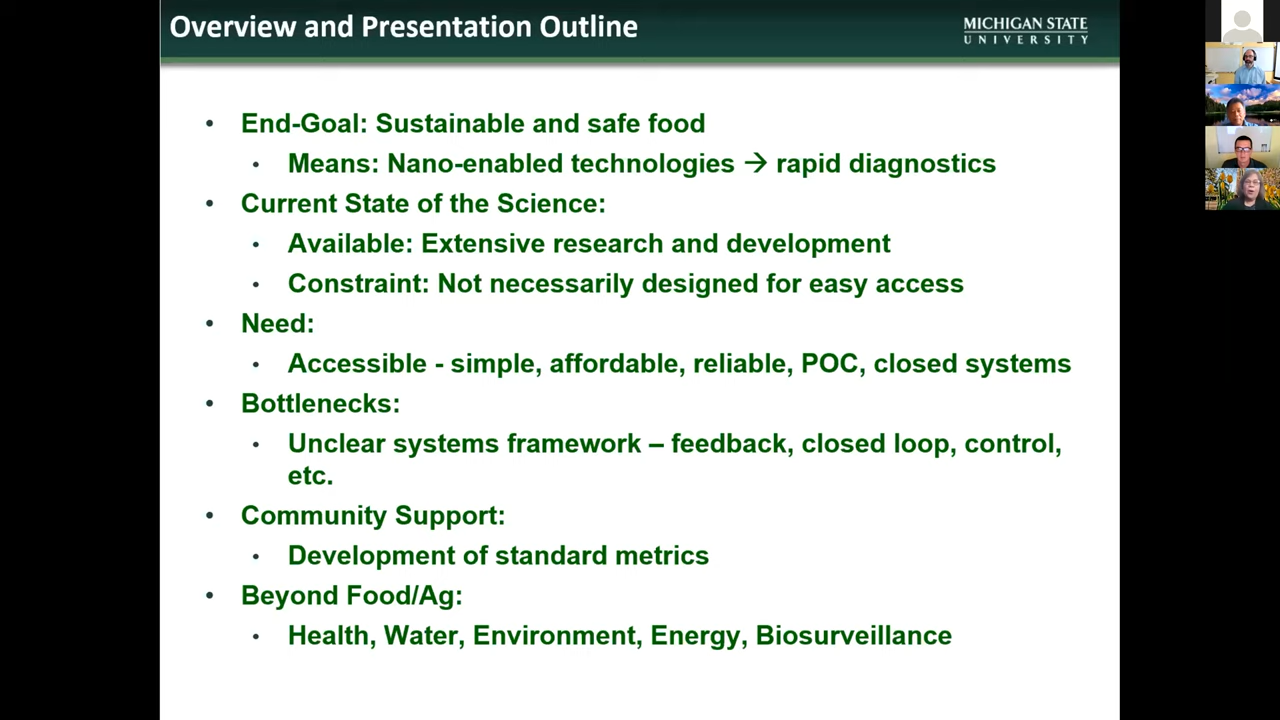 Overview and Presentation Outline
MICHIGAN STATE
UNIVERSITY
• End-Goal: Sustainable and safe food
• Means: Nano-enabled technologies → rapid diagnostics
• Current State of the Science:
• Available: Extensive research and development
• Constraint: Not necessarily designed for easy access
• Need:
• Accessible - simple, affordable, reliable, POC, closed systems
• Bottlenecks:
• Unclear systems framework – feedback, closed loop, control,
etc.
• Community Support:
• Development of standard metrics
• Beyond Food/Ag:
• Health, Water, Environment, Energy, Biosurveillance